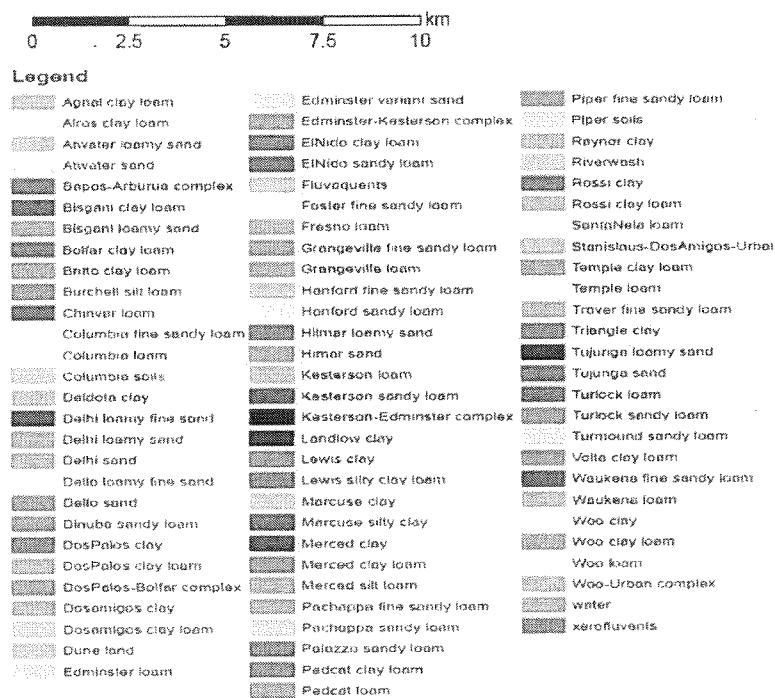 km
0 2.5 5 7.5 10
Legend
Agnal clay loam
Alros clay loam
Atwater loamy sand
Atwater sand
Bapos-Arburua complex
Bisgani clay loam
Bisgani loamy sand
Bolfar clay loam
Brito clay loam
Burchell silt loam
Chinvar loam
Columbia fine sandy loam
Columbia loam
Columbia soils
Deldota clay
Delhi loamy fine sand
Delhi loamy sand
Delhi sand
Dello loamy fine sand
Dello sand
Dinuba sandy loam
DosPalos clay
DosPalos clay loam
DosPalos-Bolfar complex
Dosamigos clay
Dosamigos clay loam
Dune land
Edminster loam
Edminster variant sand
Edminster-Kesterson complex
ElNido clay loam
ElNido sandy loam
Fluvaquents
Foster fine sandy loam
Fresno loam
Grangeville fine sandy loam
Grangeville loam
Hanford fine sandy loam
Hanford sandy loam
Hilmar loamy sand
Himar sand
Kesterson loam
Kesterson sandy loam
Kesterson-Edminster complex
Landlow clay
Lewis clay
Lewis silty clay loam
Marcuse clay
Marcuse silty clay
Merced clay
Merced clay loam
Merced silt loam
Pachappa fine sandy loam
Pachappa sandy loam
Palazzo sandy loam
Pedcat clay loam
Pedcat loam
Piper fine sandy loam
Piper soils
Raynor clay
Riverwash
Rossi clay
Rossi clay loam
SantaNela loam
Stanislaus-DosAmigos-Urban
Temple clay loam
Temple loam
Traver fine sandy loam
Triangle clay
Tujunga loamy sand
Tujunga sand
Turlock loam
Turlock sandy loam
Turmound sandy loam
Volta clay loam
Waukena fine sandy loam
Waukena loam
Woo clay
Woo clay loam
Woo loam
Woo-Urban complex
water
xerofluvents